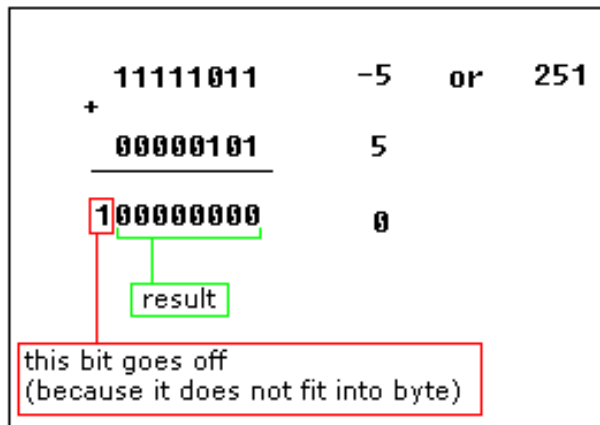 11111011 -5 or 251
+
00000101 5
100000000 0
result
this bit goes off
(because it does not fit into byte)